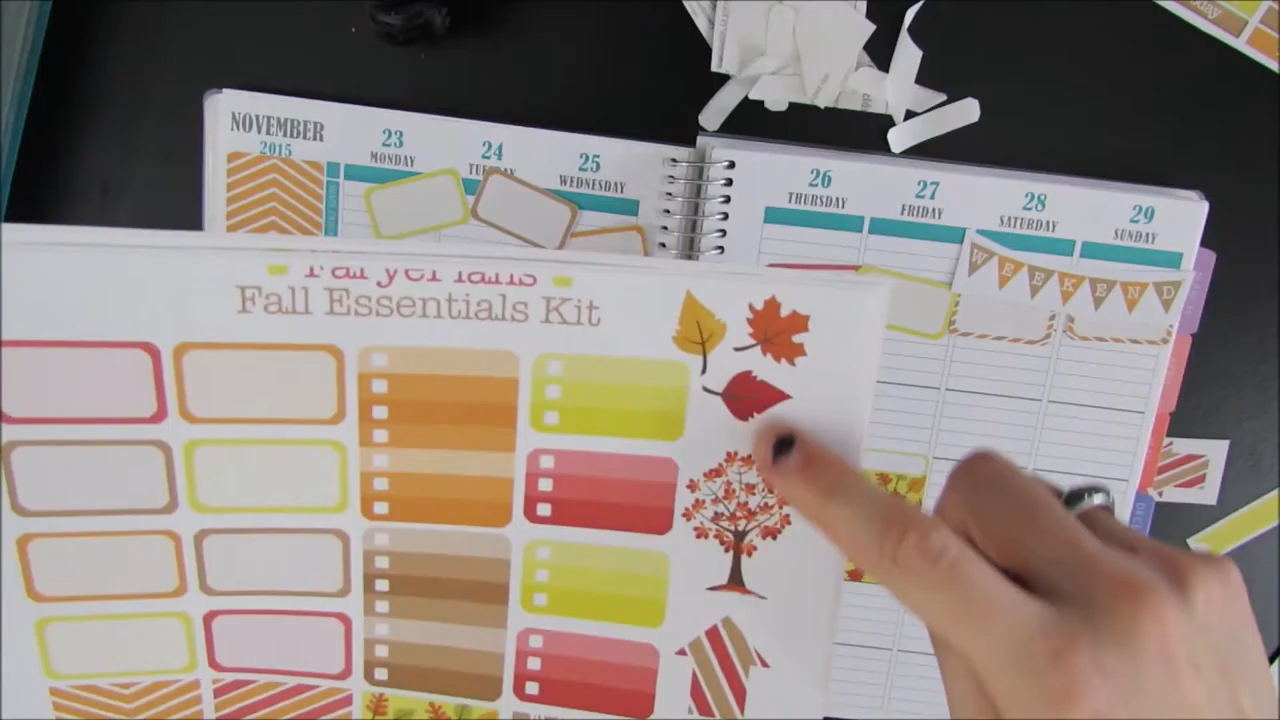 NOVEMBER
2015
23
MONDAY
24
25
WEDNESDAY
26
THURSDAY
27
FRIDAY
28
SATURDAY
29
SUNDAY
WEEKEND
Fall Essentials Kit